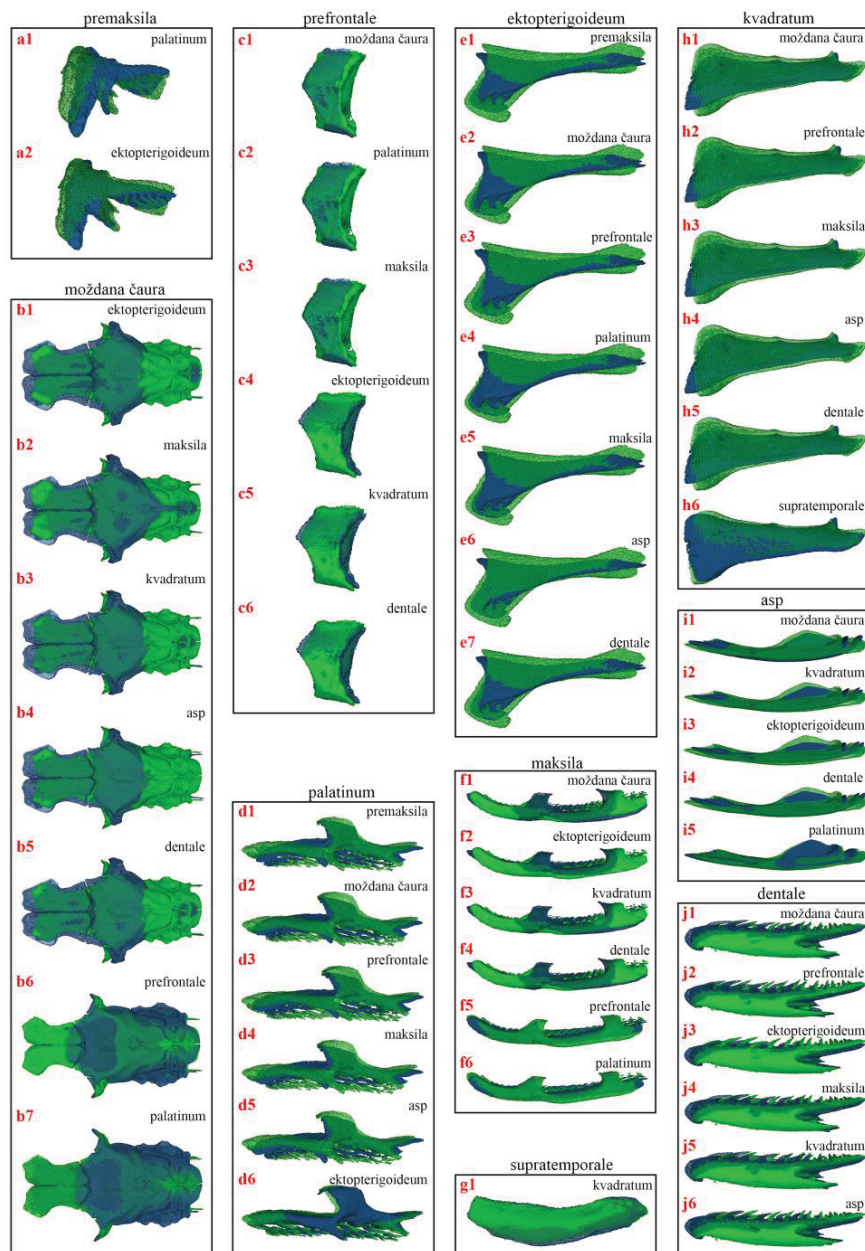 premaksila
a1
palatinum
a2
ektopterigoideum
moždana čaura
b1
ektopterigoideum
b2
maksila
b3
kvadratum
b4
asp
b5
dentale
b6
prefrontale
b7
palatinum
prefrontale
c1
moždana čaura
c2
palatinum
c3
maksila
c4
ektopterigoideum
c5
kvadratum
c6
dentale
palatinum
d1
premaksila
d2
moždana čaura
d3
prefrontale
d4
maksila
d5
asp
d6
ektopterigoideum
ektopterigoideum
e1
premaksila
e2
moždana čaura
e3
prefrontale
e4
palatinum
e5
maksila
e6
asp
e7
dentale
maksila
f1
moždana čaura
f2
ektopterigoideum
f3
kvadratum
f4
dentale
f5
prefrontale
f6
palatinum
supratemporale
g1
kvadratum
kvadratum
h1
moždana čaura
h2
prefrontale
h3
maksila
h4
asp
h5
dentale
h6
supratemporale
asp
i1
moždana čaura
i2
kvadratum
i3
ektopterigoideum
i4
dentale
i5
palatinum
dentale
j1
moždana čaura
j2
prefrontale
j3
ektopterigoideum
j4
maksila
j5
kvadratum
j6
asp